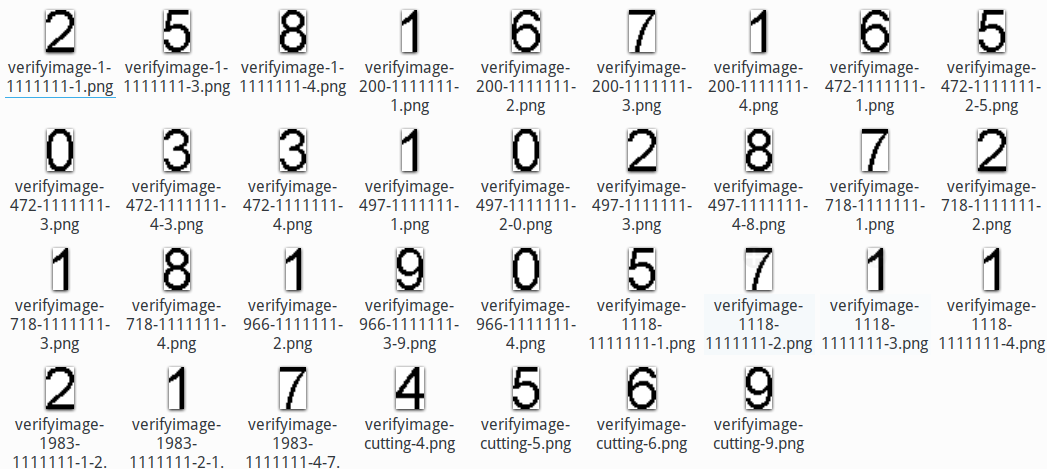 2 5 8 1 6 7 1 6 5
verifyimage-1- verifyimage-1- verifyimage-1- verifyimage- verifyimage- verifyimage- verifyimage- verifyimage- verifyimage-
1111111-1.png 1111111-3.png 1111111-4.png 200-1111111- 200-1111111- 200-1111111- 200-1111111- 472-1111111- 472-1111111-
1.png 2.png 3.png 4.png 1.png 2-5.png
0 3 3 1 0 2 8 7 2
verifyimage- verifyimage- verifyimage- verifyimage- verifyimage- verifyimage- verifyimage- verifyimage- verifyimage-
472-1111111- 472-1111111- 472-1111111- 497-1111111- 497-1111111- 497-1111111- 497-1111111- 718-1111111- 718-1111111-
3.png 4-3.png 4.png 1.png 2-0.png 3.png 4-8.png 1.png 2.png
1 8 1 9 0 5 7 1 1
verifyimage- verifyimage- verifyimage- verifyimage- verifyimage- verifyimage- verifyimage- verifyimage- verifyimage-
718-1111111- 718-1111111- 966-1111111- 966-1111111- 966-1111111- 1118- 1118- 1118- 1118-
3.png 4.png 2.png 3-9.png 4.png 1111111-1.png 1111111-2.png 1111111-3.png 1111111-4.png
2 1 7 4 5 6 9
verifyimage- verifyimage- verifyimage- verifyimage- verifyimage- verifyimage- verifyimage-
1983- 1983- 1983- cutting-4.png cutting-5.png cutting-6.png cutting-9.png
1111111-1-2. 1111111-2-1. 1111111-4-7.